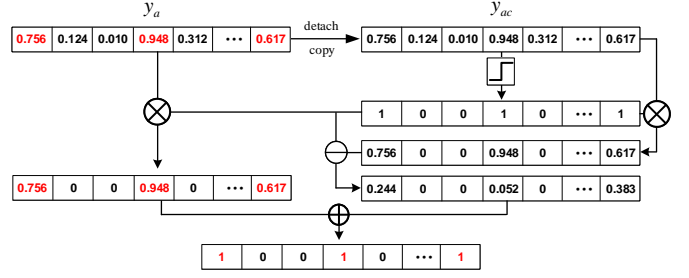 y_a y_ac
detach
copy
0.756 0.124 0.010 0.948 0.312 ··· 0.617
0.756 0.124 0.010 0.948 0.312 ··· 0.617
1 0 0 1 0 ··· 1
0.756 0 0 0.948 0 ··· 0.617
0.756 0 0 0.948 0 ··· 0.617
0.244 0 0 0.052 0 ··· 0.383
1 0 0 1 0 ··· 1